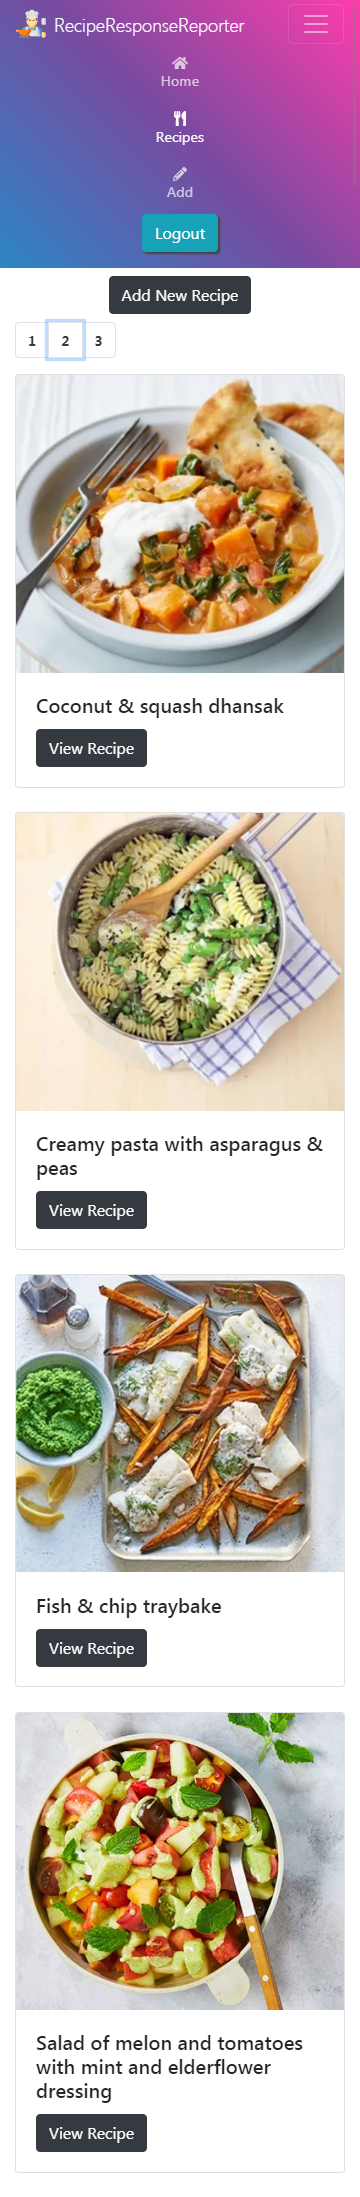 RecipeResponseReporter
Home
Recipes
Add
Logout
Add New Recipe
1 2 3
Coconut & squash dhansak
View Recipe
Creamy pasta with asparagus &
peas
View Recipe
Fish & chip traybake
View Recipe
Salad of melon and tomatoes
with mint and elderflower
dressing
View Recipe